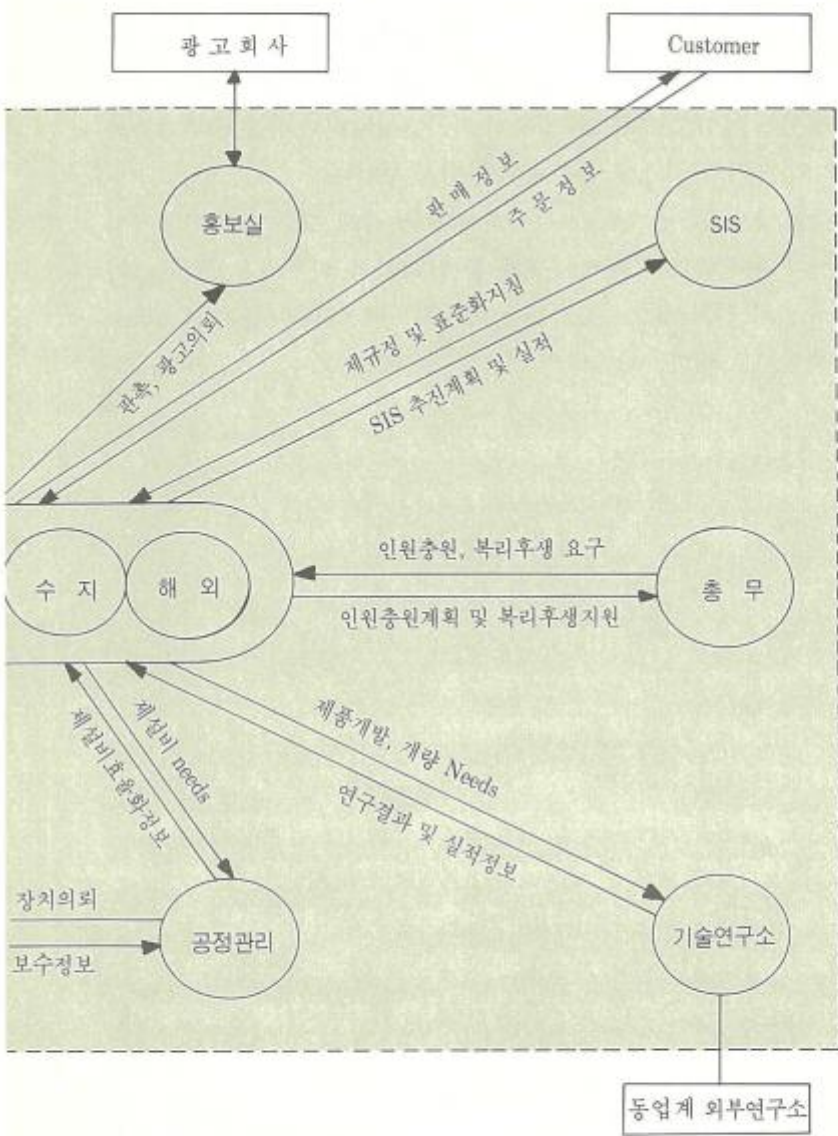 광고회사
Customer
홍보실
SIS
판매정보
주문정보
판촉, 광고의뢰
제규정 및 표준화지침
SIS 추진계획 및 실적
수 지
해 외
인원충원, 복리후생 요구
인원충원계획 및 복리후생지원
총 무
제설비 needs
제설비효율화정보
제품개발, 개량 Needs
연구결과 및 실적정보
장치의뢰
보수정보
공정관리
기술연구소
동업계 외부연구소